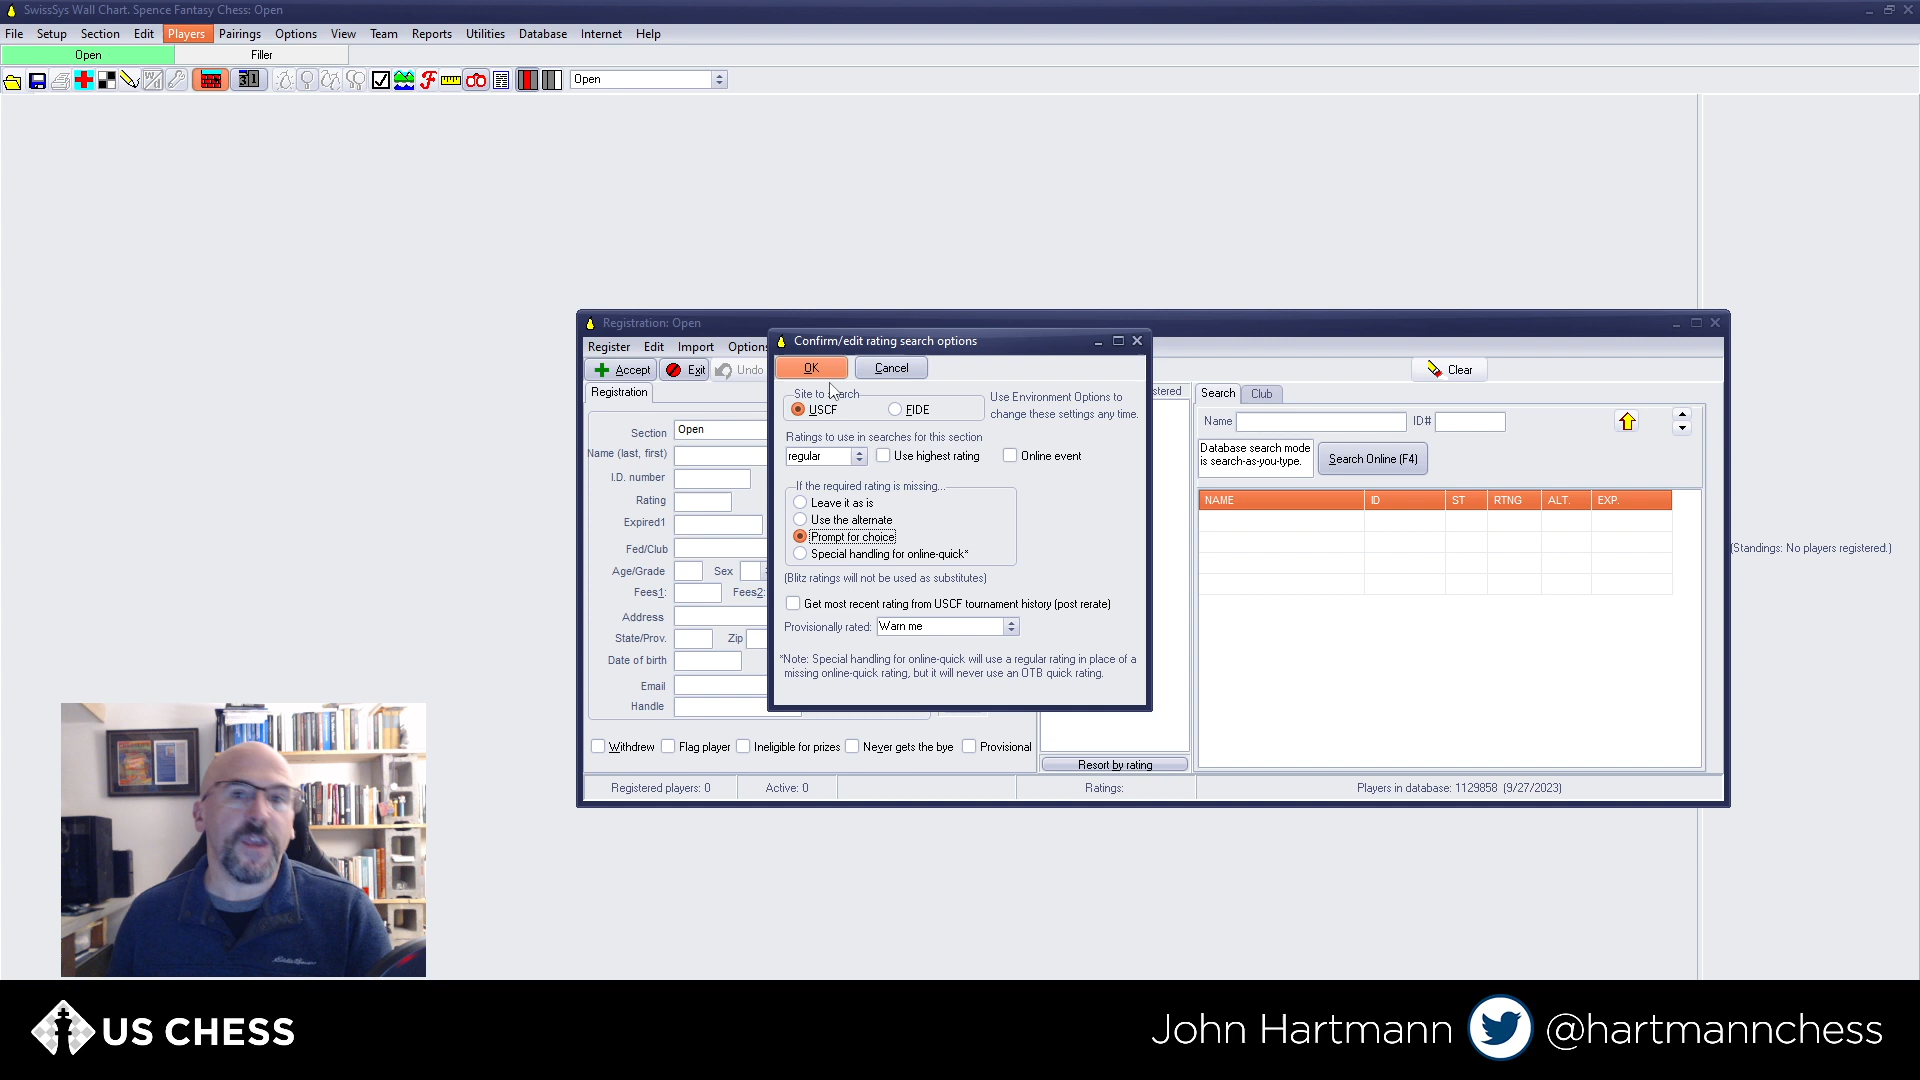 SwissSys Wall Chart. Spence Fantasy Chess: Open
File Setup Section Edit Players Pairings Options View Team Reports Utilities Database Internet Help
Open Filler
Open
Registration: Open
Register Edit Import Options
Accept Exit Undo
Clear
Registration
Section Open
Name (last, first)
I.D. number
Rating
Expired1
Fed/Club
Age/Grade Sex
Fees1: Fees2:
Address
State/Prov. Zip
Date of birth
Email
Handle
Withdrew Flag player Ineligible for prizes Never gets the bye Provisional
Registered players: 0 Active: 0 Ratings: Players in database: 1129858 (9/27/2023)
Confirm/edit rating search options
OK Cancel
Site to search
USCF FIDE
Use Environment Options to
change these settings any time.
Ratings to use in searches for this section
regular Use highest rating Online event
If the required rating is missing...
Leave it as is
Use the alternate
Prompt for choice
Special handling for online-quick*
(Blitz ratings will not be used as substitutes)
Get most recent rating from USCF tournament history (post rerate)
Provisionally rated: Warn me
*Note: Special handling for online-quick will use a regular rating in place of a
missing online-quick rating, but it will never use an OTB quick rating.
stered
Resort by rating
Search Club
Name ID#
Database search mode
is search-as-you-type.
Search Online (F4)
NAME ID ST RTNG ALT. EXP.
(Standings: No players registered.)
US CHESS
John Hartmann @hartmannchess